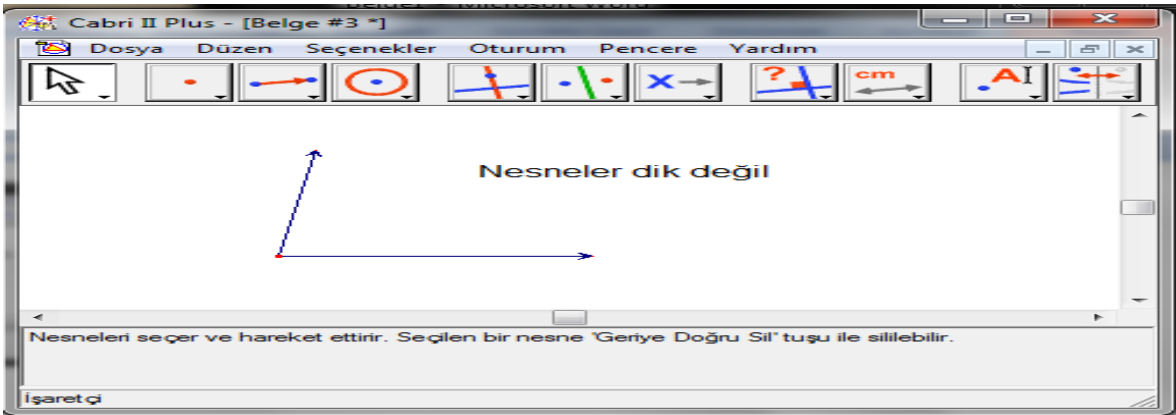 Cabri II Plus - [Belge #3 *]
Dosya Düzen Seçenekler Oturum Pencere Yardım
? cm A
X
Nesneler dik değil
Nesneleri seçer ve hareket ettirir. Seçilen bir nesne 'Geriye Doğru Sil' tuşu ile sililebilir.
İşaretçi